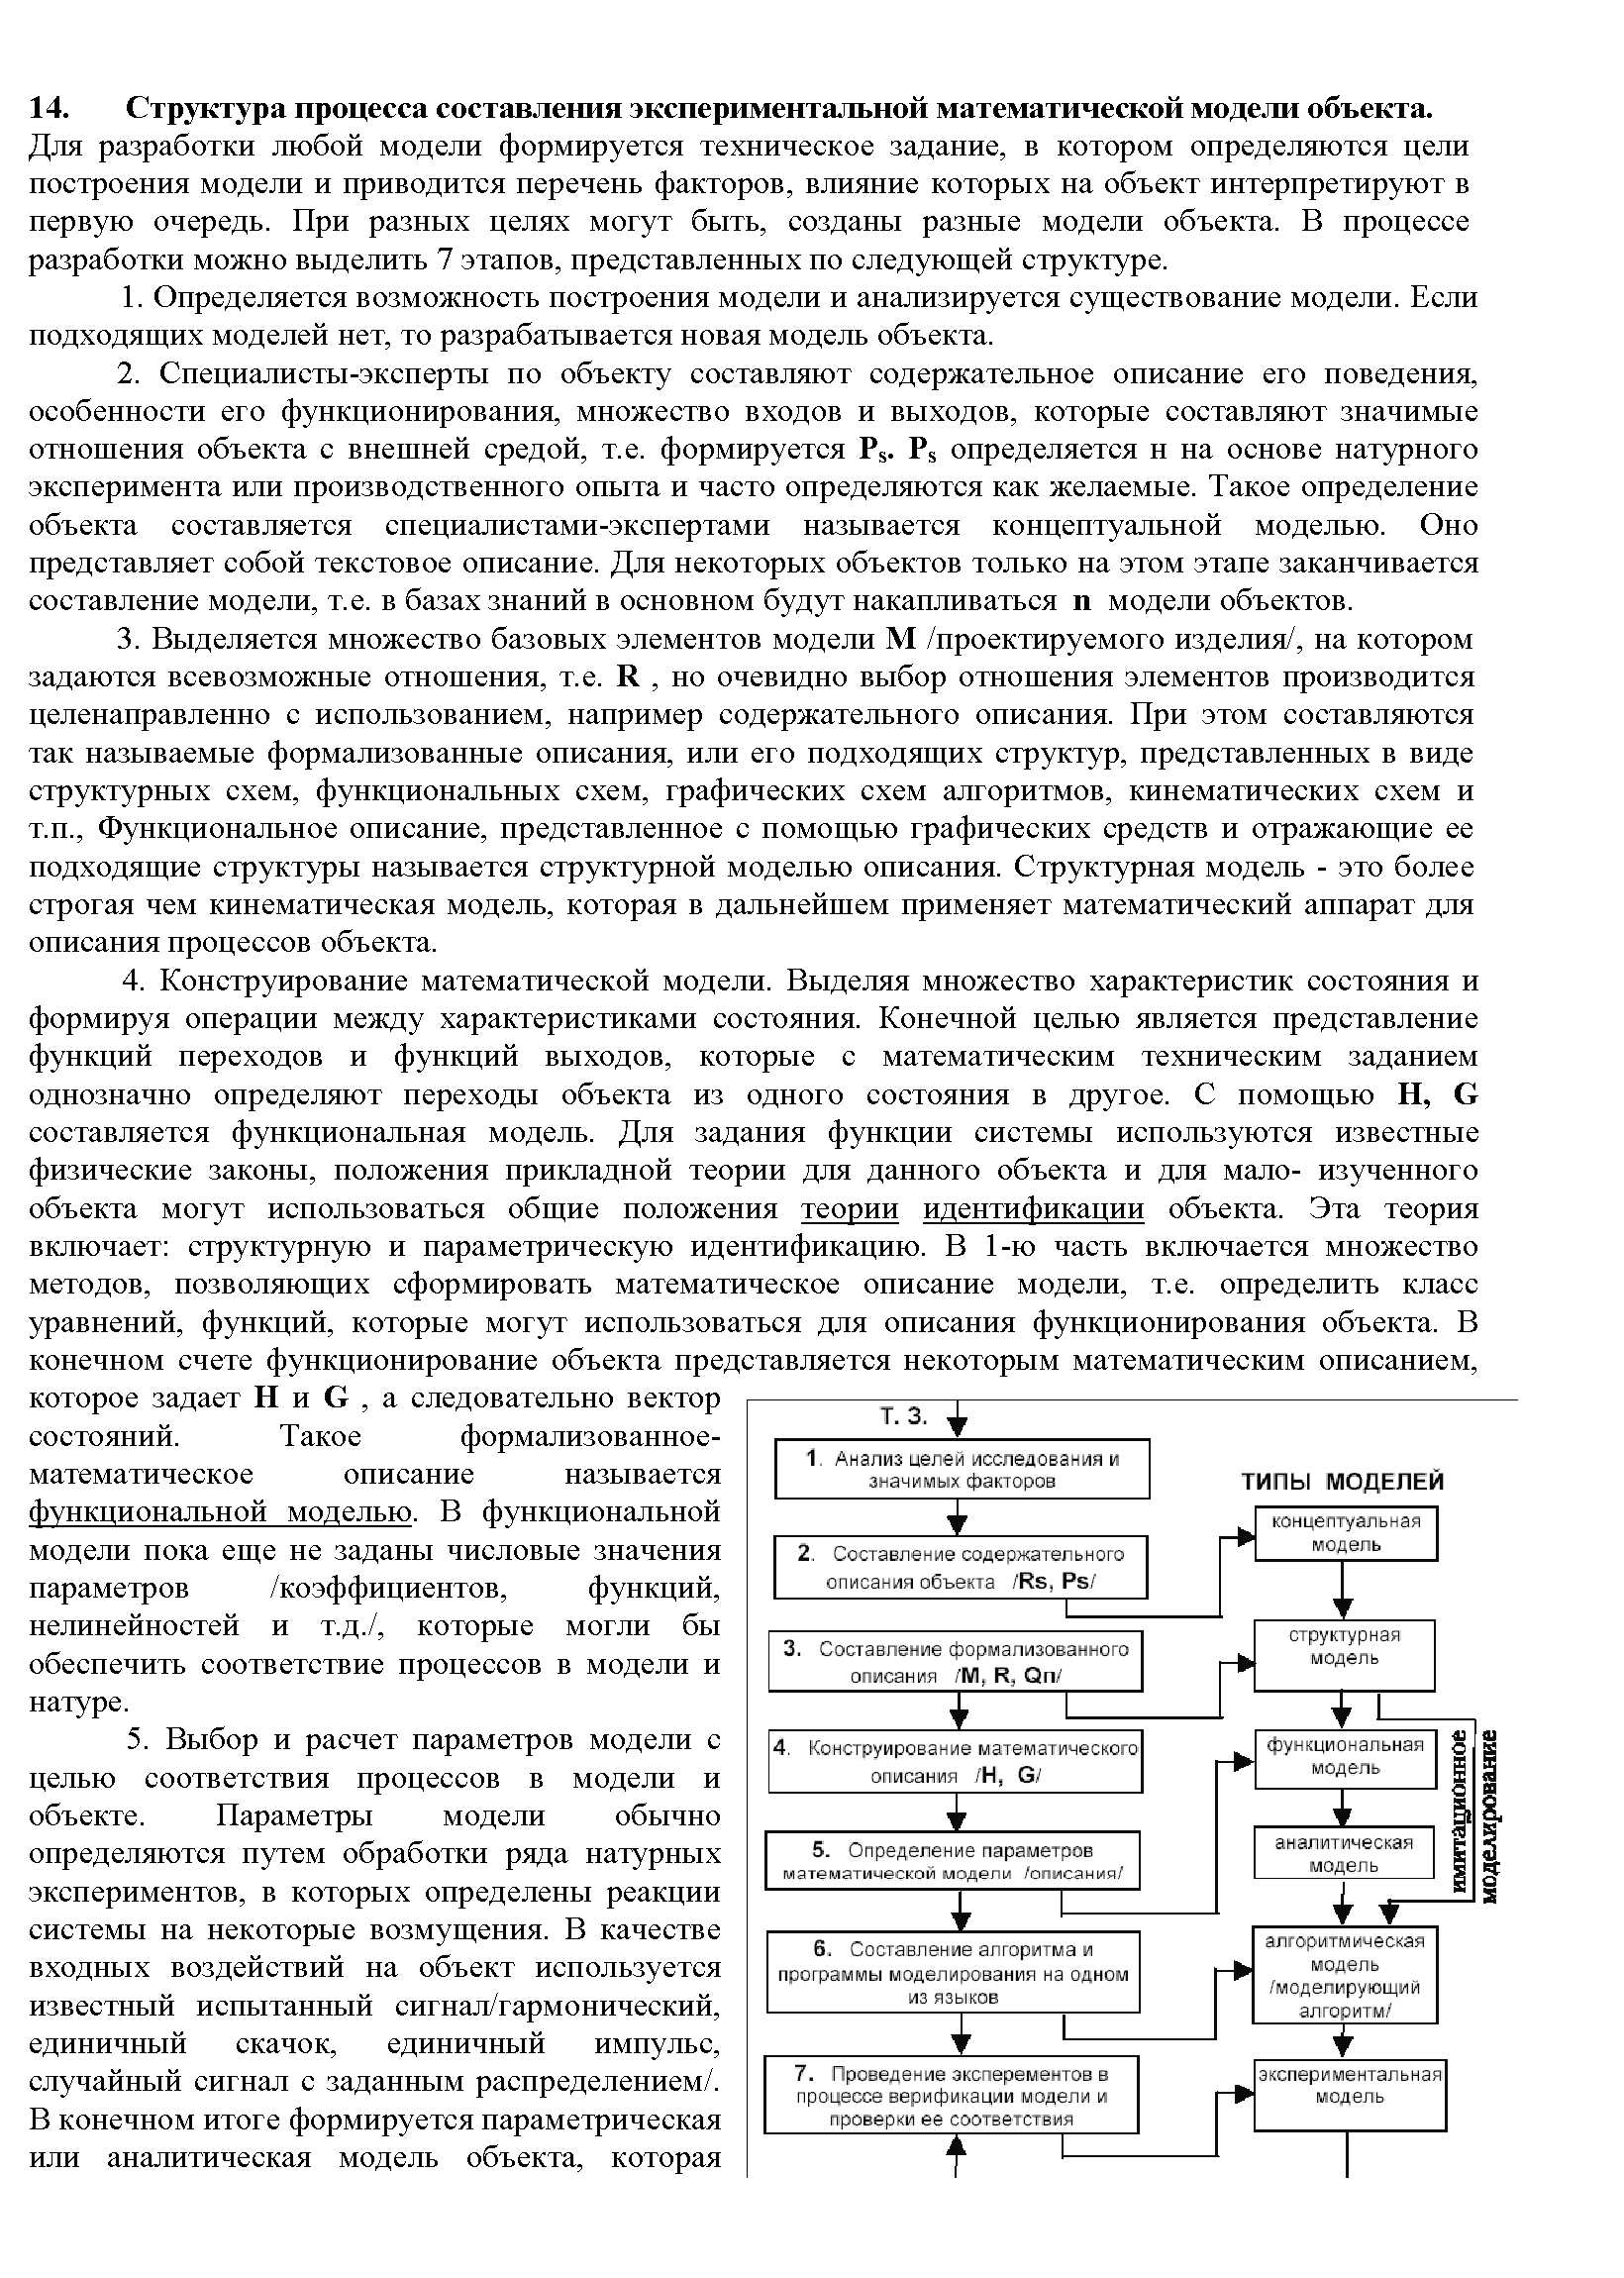 14. Структура процесса составления экспериментальной математической модели объекта.
Для разработки любой модели формируется техническое задание, в котором определяются цели
построения модели и приводится перечень факторов, влияние которых на объект интерпретируют в
первую очередь. При разных целях могут быть, созданы разные модели объекта. В процессе
разработки можно выделить 7 этапов, представленных по следующей структуре.
1. Определяется возможность построения модели и анализируется существование модели. Если
подходящих моделей нет, то разрабатывается новая модель объекта.
2. Специалисты-эксперты по объекту составляют содержательное описание его поведения,
особенности его функционирования, множество входов и выходов, которые составляют значимые
отношения объекта с внешней средой, т.е. формируется Ps. Ps определяется н на основе натурного
эксперимента или производственного опыта и часто определяются как желаемые. Такое определение
объекта составляется специалистами-экспертами называется концептуальной моделью. Оно
представляет собой текстовое описание. Для некоторых объектов только на этом этапе заканчивается
составление модели, т.е. в базах знаний в основном будут накапливаться n модели объектов.
3. Выделяется множество базовых элементов модели М /проектируемого изделия/, на котором
задаются всевозможные отношения, т.е. R , но очевидно выбор отношения элементов производится
целенаправленно с использованием, например содержательного описания. При этом составляются
так называемые формализованные описания, или его подходящих структур, представленных в виде
структурных схем, функциональных схем, графических схем алгоритмов, кинематических схем и
т.п., Функциональное описание, представленное с помощью графических средств и отражающие ее
подходящие структуры называется структурной моделью описания. Структурная модель - это более
строгая чем кинематическая модель, которая в дальнейшем применяет математический аппарат для
описания процессов объекта.
4. Конструирование математической модели. Выделяя множество характеристик состояния и
формируя операции между характеристиками состояния. Конечной целью является представление
функций переходов и функций выходов, которые с математическим техническим заданием
однозначно определяют переходы объекта из одного состояния в другое. С помощью H, G
составляется функциональная модель. Для задания функции системы используются известные
физические законы, положения прикладной теории для данного объекта и для мало- изученного
объекта могут использоваться общие положения теории идентификации объекта. Эта теория
включает: структурную и параметрическую идентификацию. В 1-ю часть включается множество
методов, позволяющих сформировать математическое описание модели, т.е. определить класс
уравнений, функций, которые могут использоваться для описания функционирования объекта. В
конечном счете функционирование объекта представляется некоторым математическим описанием,
которое задает H и G , а следовательно вектор
состояний. Такое формализованное-
математическое описание называется
функциональной моделью. В функциональной
модели пока еще не заданы числовые значения
параметров /коэффициентов, функций,
нелинейностей и т.д./, которые могли бы
обеспечить соответствие процессов в модели и
натуре.
5. Выбор и расчет параметров модели с
целью соответствия процессов в модели и
объекте. Параметры модели обычно
определяются путем обработки ряда натурных
экспериментов, в которых определены реакции
системы на некоторые возмущения. В качестве
входных воздействий на объект используется
известный испытанный сигнал/гармонический,
единичный скачок, единичный импульс,
случайный сигнал с заданным распределением/.
В конечном итоге формируется параметрическая
или аналитическая модель объекта, которая
Т. З.
1. Анализ целей исследования и
значимых факторов
2. Составление содержательного
описания объекта /Rs, Ps/
3. Составление формализованного
описания /M, R, Qп/
4. Конструирование математического
описания /H, G/
5. Определение параметров
математической модели /описания/
6. Составление алгоритма и
программы моделирования на одном
из языков
7. Проведение эксперементов в
процессе верификации модели и
проверки ее соответствия
ТИПЫ МОДЕЛЕЙ
концептуальная
модель
структурная
модель
функциональная
модель
аналитическая
модель
алгоритмическая
модель
/моделирующий
алгоритм/
экспериментальная
модель
имитационное
моделирование